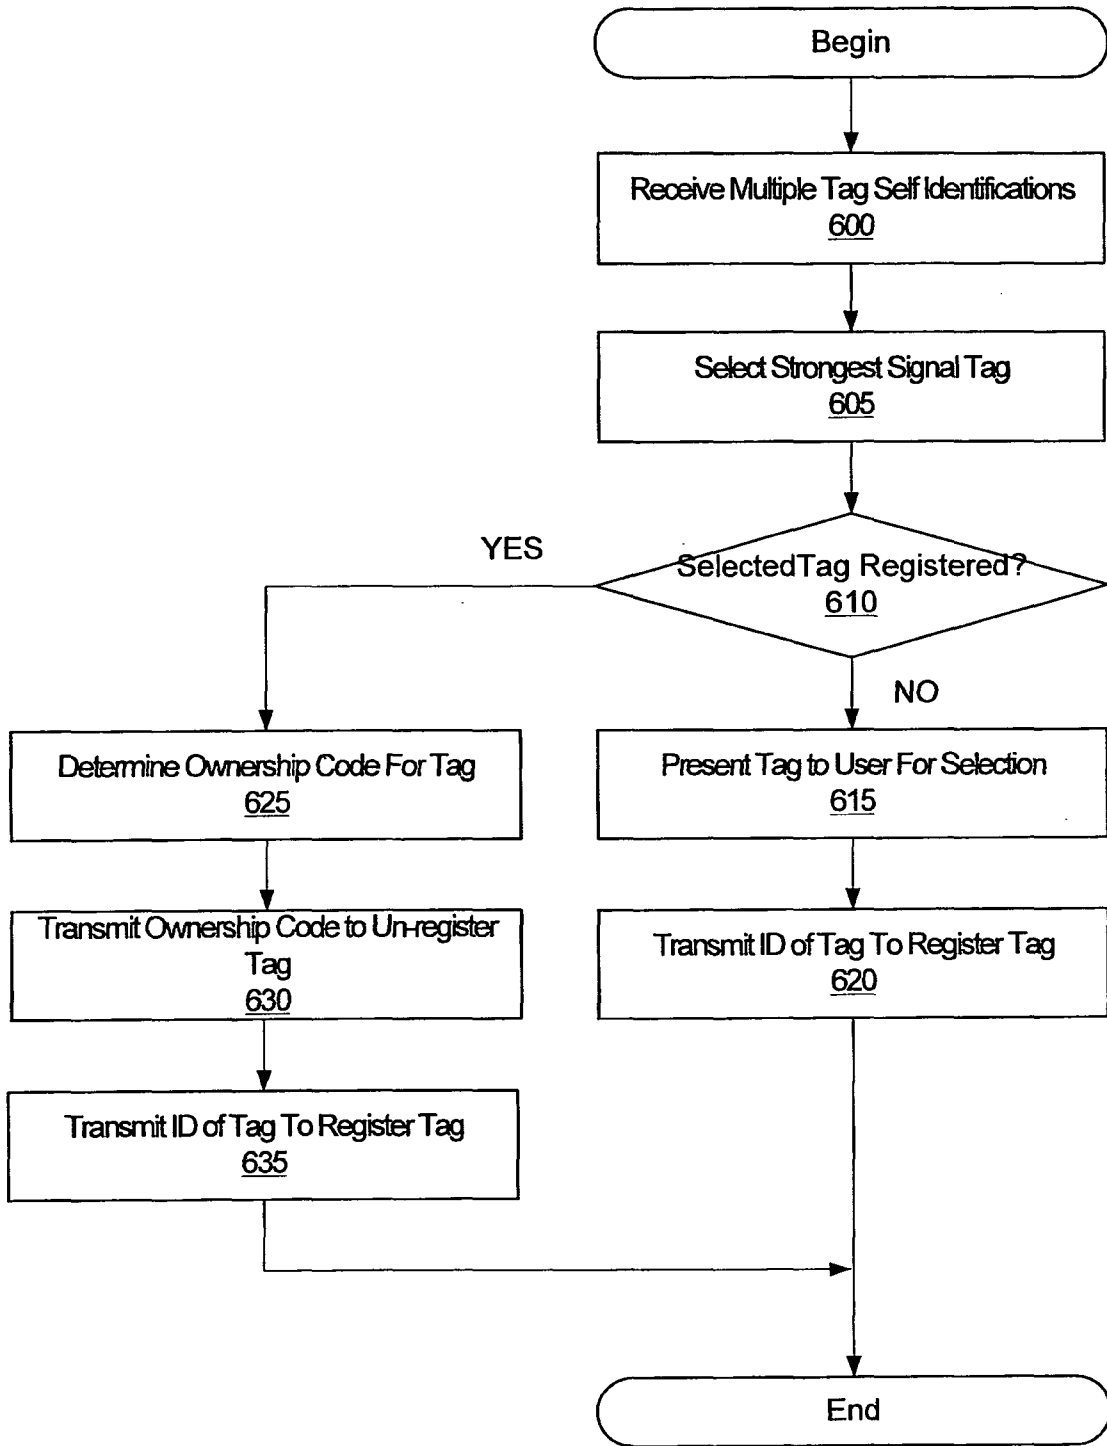 Begin
Receive Multiple Tag Self Identifications
600
Select Strongest Signal Tag
605
SelectedTag Registered?
610
YES
NO
Determine Ownership Code For Tag
625
Present Tag to User For Selection
615
Transmit Ownership Code to Un-register
Tag
630
Transmit ID of Tag To Register Tag
620
Transmit ID of Tag To Register Tag
635
End